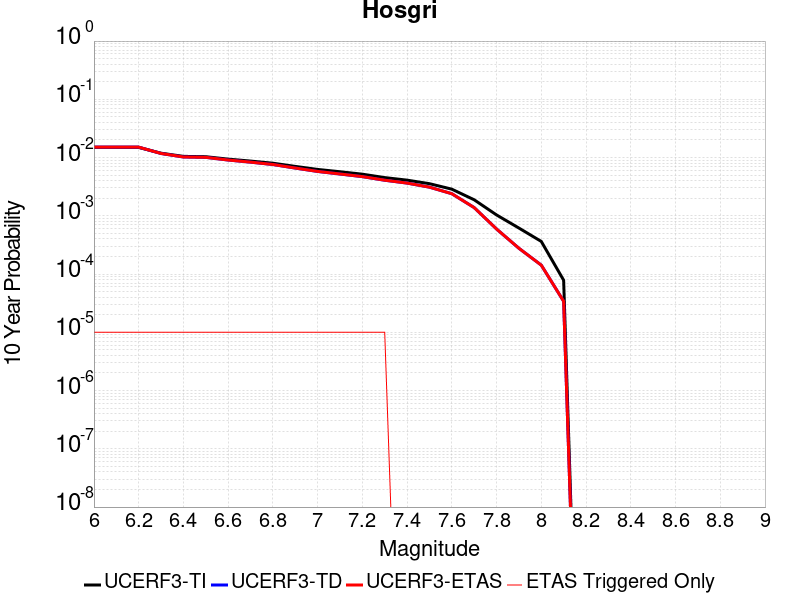 Hosgri
10^0
10^-1
10^-2
10^-3
10^-4
10^-5
10^-6
10^-7
10^-8
10 Year Probability
6 6.2 6.4 6.6 6.8 7 7.2 7.4 7.6 7.8 8 8.2 8.4 8.6 8.8 9
Magnitude
UCERF3-TI UCERF3-TD UCERF3-ETAS ETAS Triggered Only